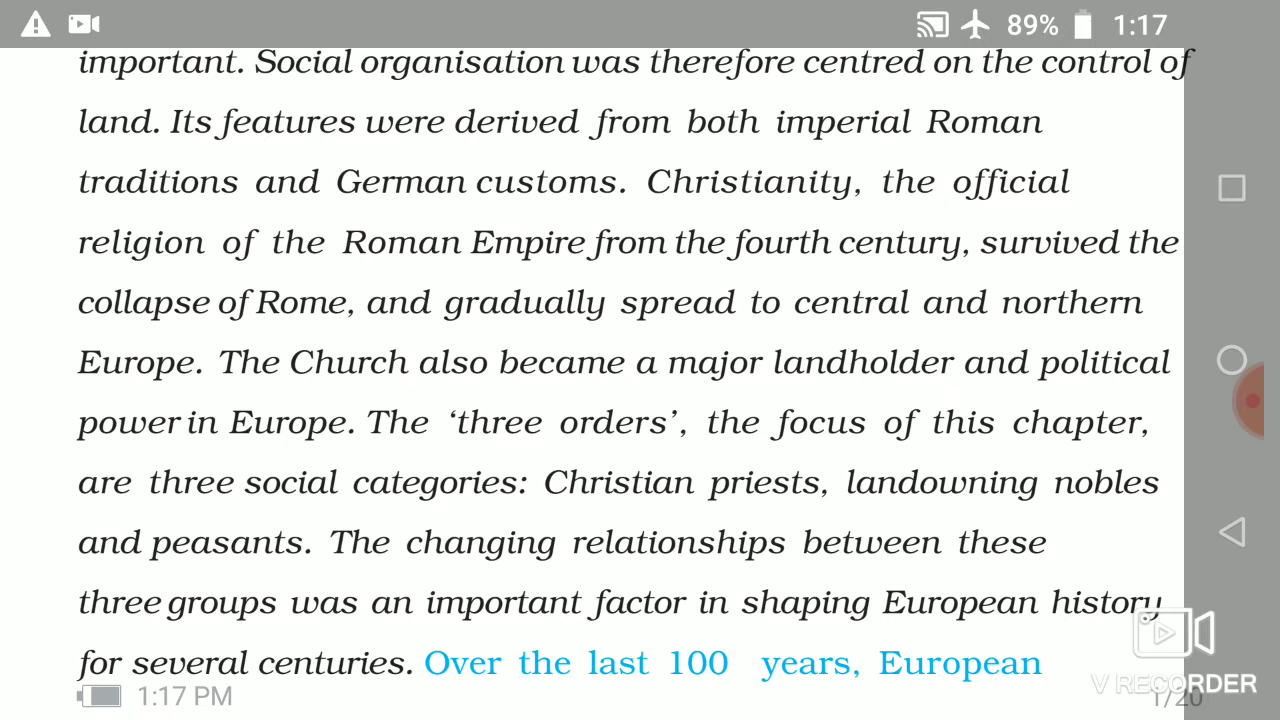 89% 1:17
important. Social organisation was therefore centred on the control of
land. Its features were derived from both imperial Roman
traditions and German customs. Christianity, the official
religion of the Roman Empire from the fourth century, survived the
collapse of Rome, and gradually spread to central and northern
Europe. The Church also became a major landholder and political
power in Europe. The ‘three orders’, the focus of this chapter,
are three social categories: Christian priests, landowning nobles
and peasants. The changing relationships between these
three groups was an important factor in shaping European history
for several centuries. Over the last 100 years, European
1:17 PM
V RECORDER
1/20